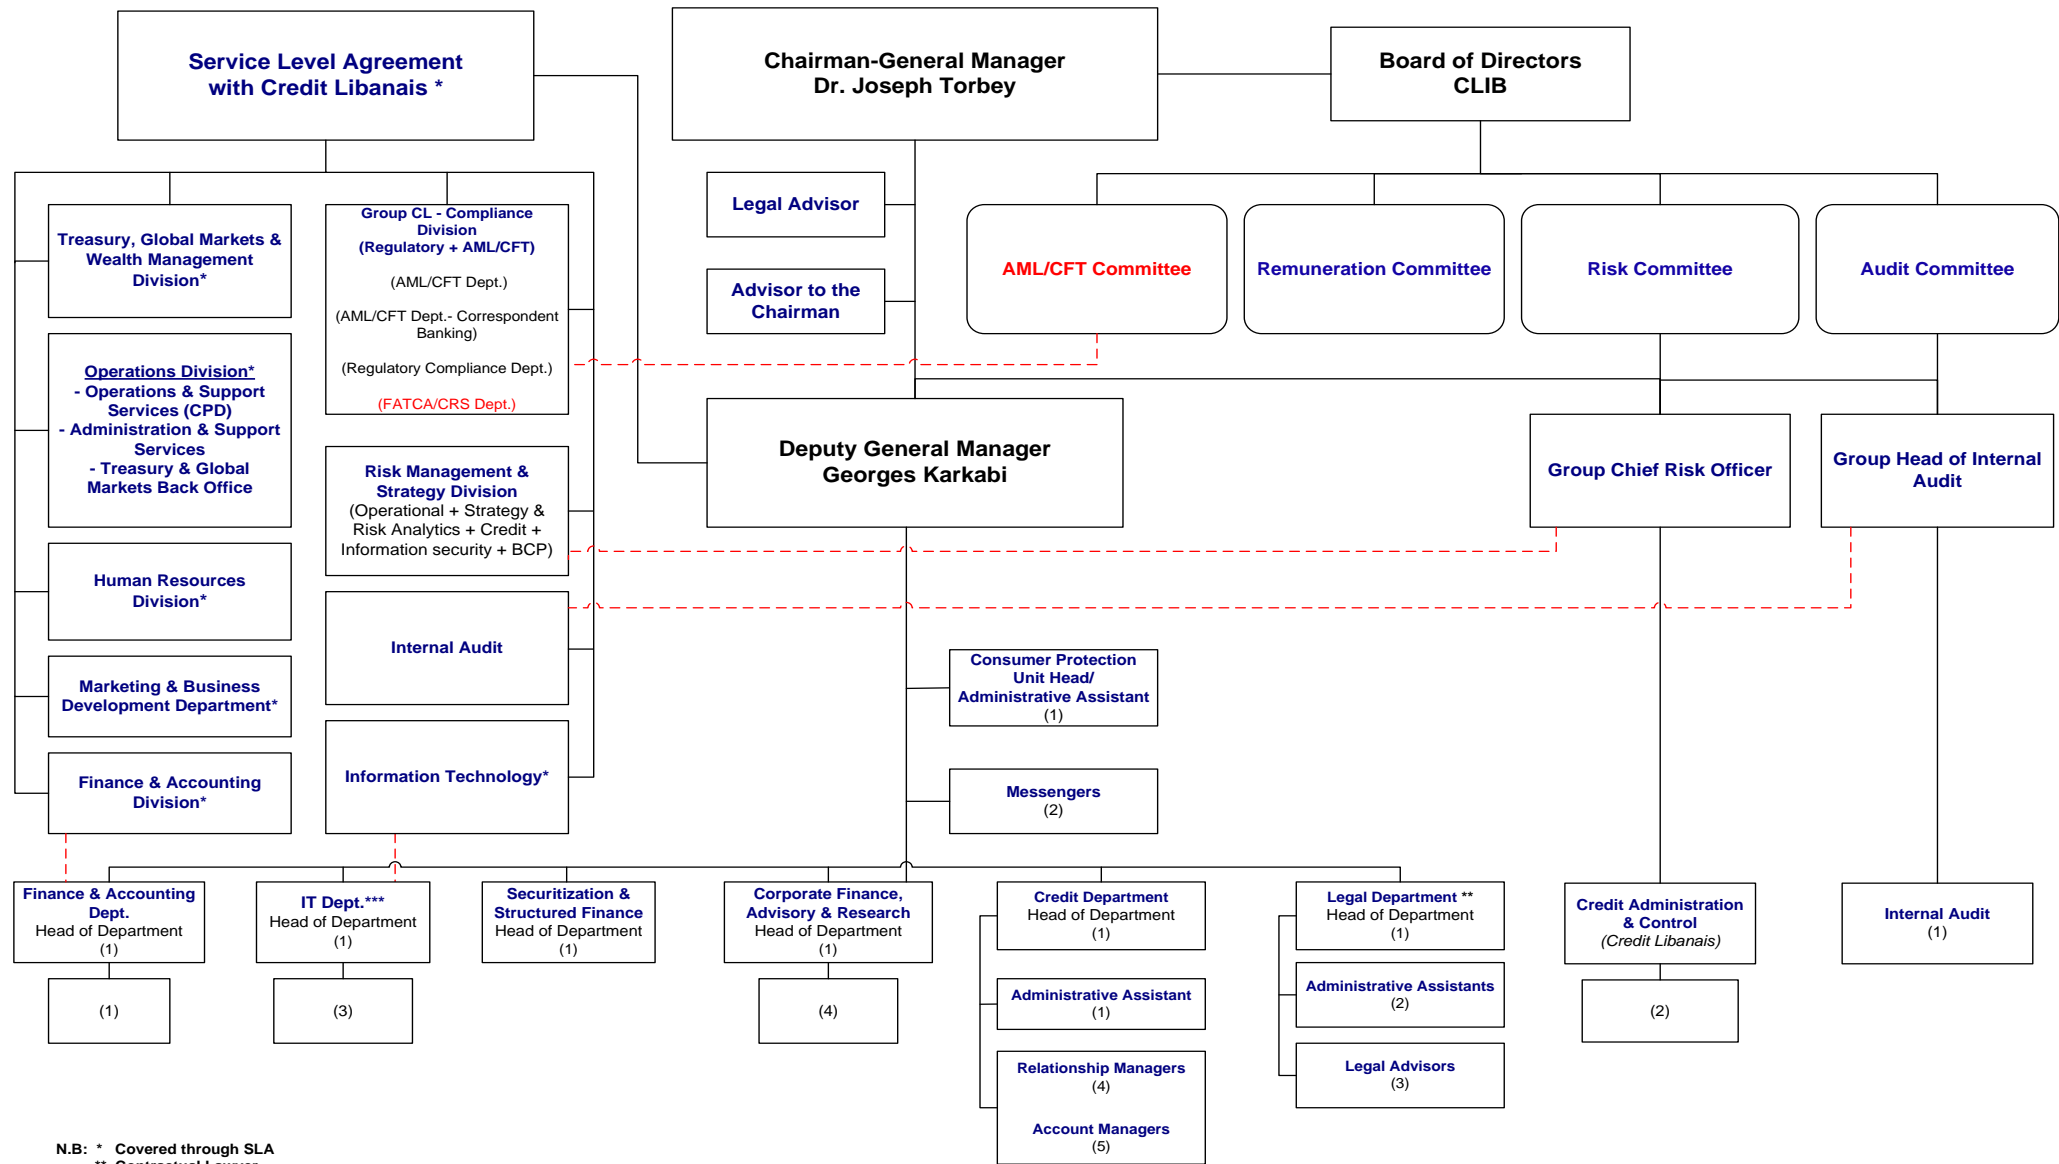 Service Level Agreement
with Credit Libanais *
Chairman-General Manager
Dr. Joseph Torbey
Board of Directors
CLIB
Legal Advisor
Advisor to the
Chairman
AML/CFT Committee
Remuneration Committee
Risk Committee
Audit Committee
Treasury, Global Markets &
Wealth Management
Division*
Operations Division*
- Operations & Support
Services (CPD)
- Administration & Support
Services
- Treasury & Global
Markets Back Office
Human Resources
Division*
Marketing & Business
Development Department*
Finance & Accounting
Division*
Group CL - Compliance
Division
(Regulatory + AML/CFT)
(AML/CFT Dept.)
(AML/CFT Dept.- Correspondent
Banking)
(Regulatory Compliance Dept.)
(FATCA/CRS Dept.)
Risk Management &
Strategy Division
(Operational + Strategy &
Risk Analytics + Credit +
Information security + BCP)
Internal Audit
Information Technology*
Deputy General Manager
Georges Karkabi
Group Chief Risk Officer
Group Head of Internal
Audit
Consumer Protection
Unit Head/
Administrative Assistant
(1)
Messengers
(2)
Finance & Accounting
Dept.
Head of Department
(1)
(1)
IT Dept.***
Head of Department
(1)
(3)
Securitization &
Structured Finance
Head of Department
(1)
Corporate Finance,
Advisory & Research
Head of Department
(1)
(4)
Credit Department
Head of Department
(1)
Administrative Assistant
(1)
Relationship Managers
(4)
Account Managers
(5)
Legal Department **
Head of Department
(1)
Administrative Assistants
(2)
Legal Advisors
(3)
Credit Administration
& Control
(Credit Libanais)
(2)
Internal Audit
(1)
N.B: * Covered through SLA
** Contractual Lawyer